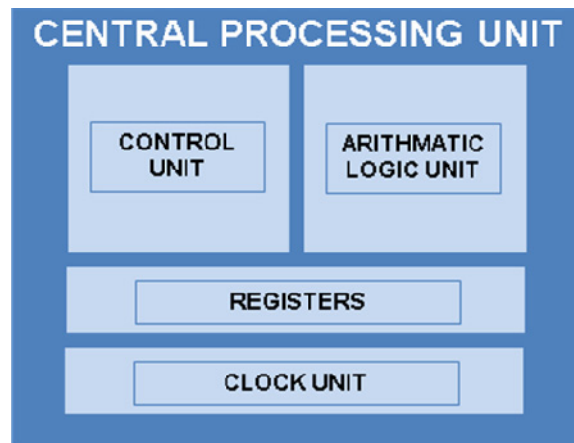 CENTRAL PROCESSING UNIT
CONTROL
UNIT
ARITHMATIC
LOGIC UNIT
REGISTERS
CLOCK UNIT